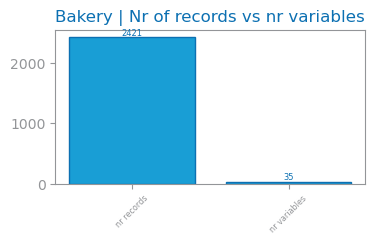 Bakery | Nr of records vs nr variables
2421
2000
1000
35
0
nr records
nr variables